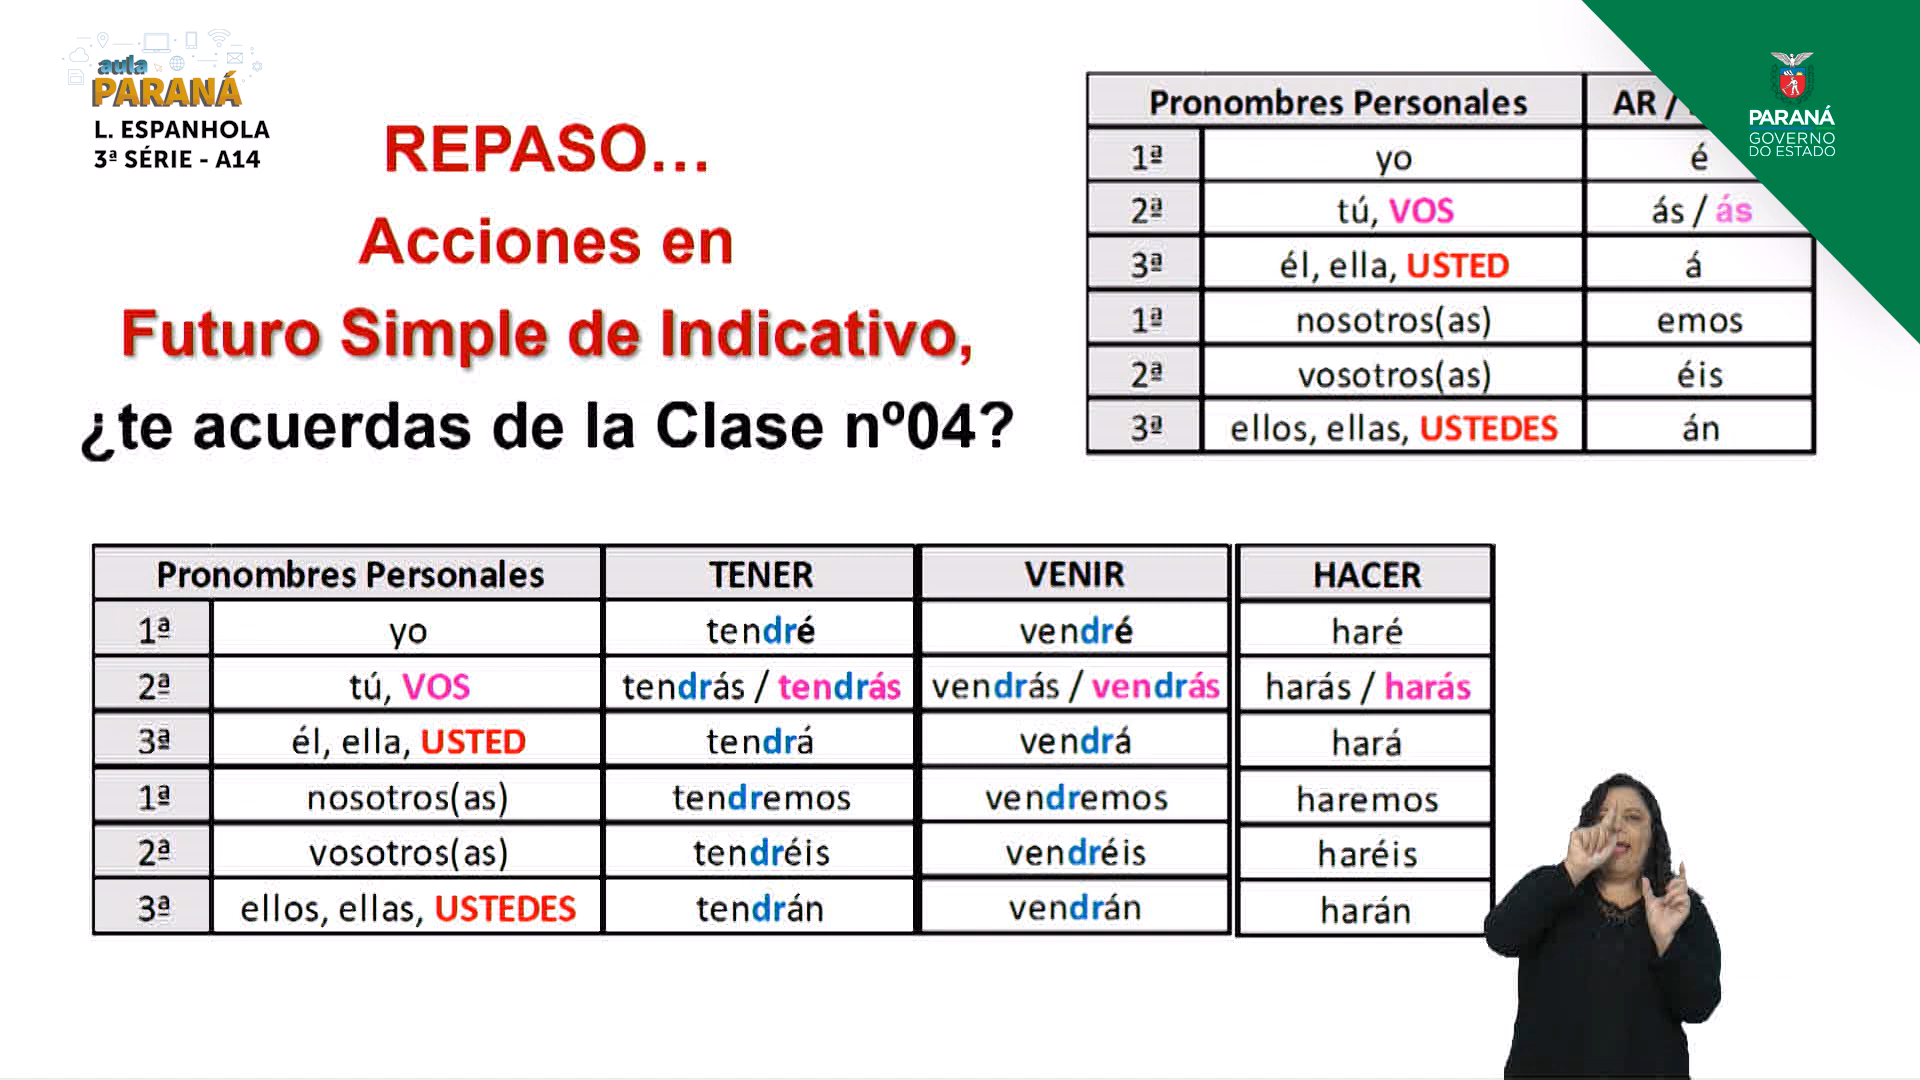 aula
PARANÁ
L. ESPANHOLA
3ª SÉRIE - A14
REPASO...
Acciones en
Futuro Simple de Indicativo,
¿te acuerdas de la Clase nº04?
Pronombres Personales AR /
1ª yo é
2ª tú, VOS ás / ás
3ª él, ella, USTED á
1ª nosotros(as) emos
2ª vosotros(as) éis
3ª ellos, ellas, USTEDES án
PARANÁ
GOVERNO
DO ESTADO
Pronombres Personales TENER VENIR HACER
1ª yo tendré vendré haré
2ª tú, VOS tendrás / tendrás vendrás / vendrás harás / harás
3ª él, ella, USTED tendrá vendrá hará
1ª nosotros(as) tendremos vendremos haremos
2ª vosotros(as) tendréis vendréis haréis
3ª ellos, ellas, USTEDES tendrán vendrán harán